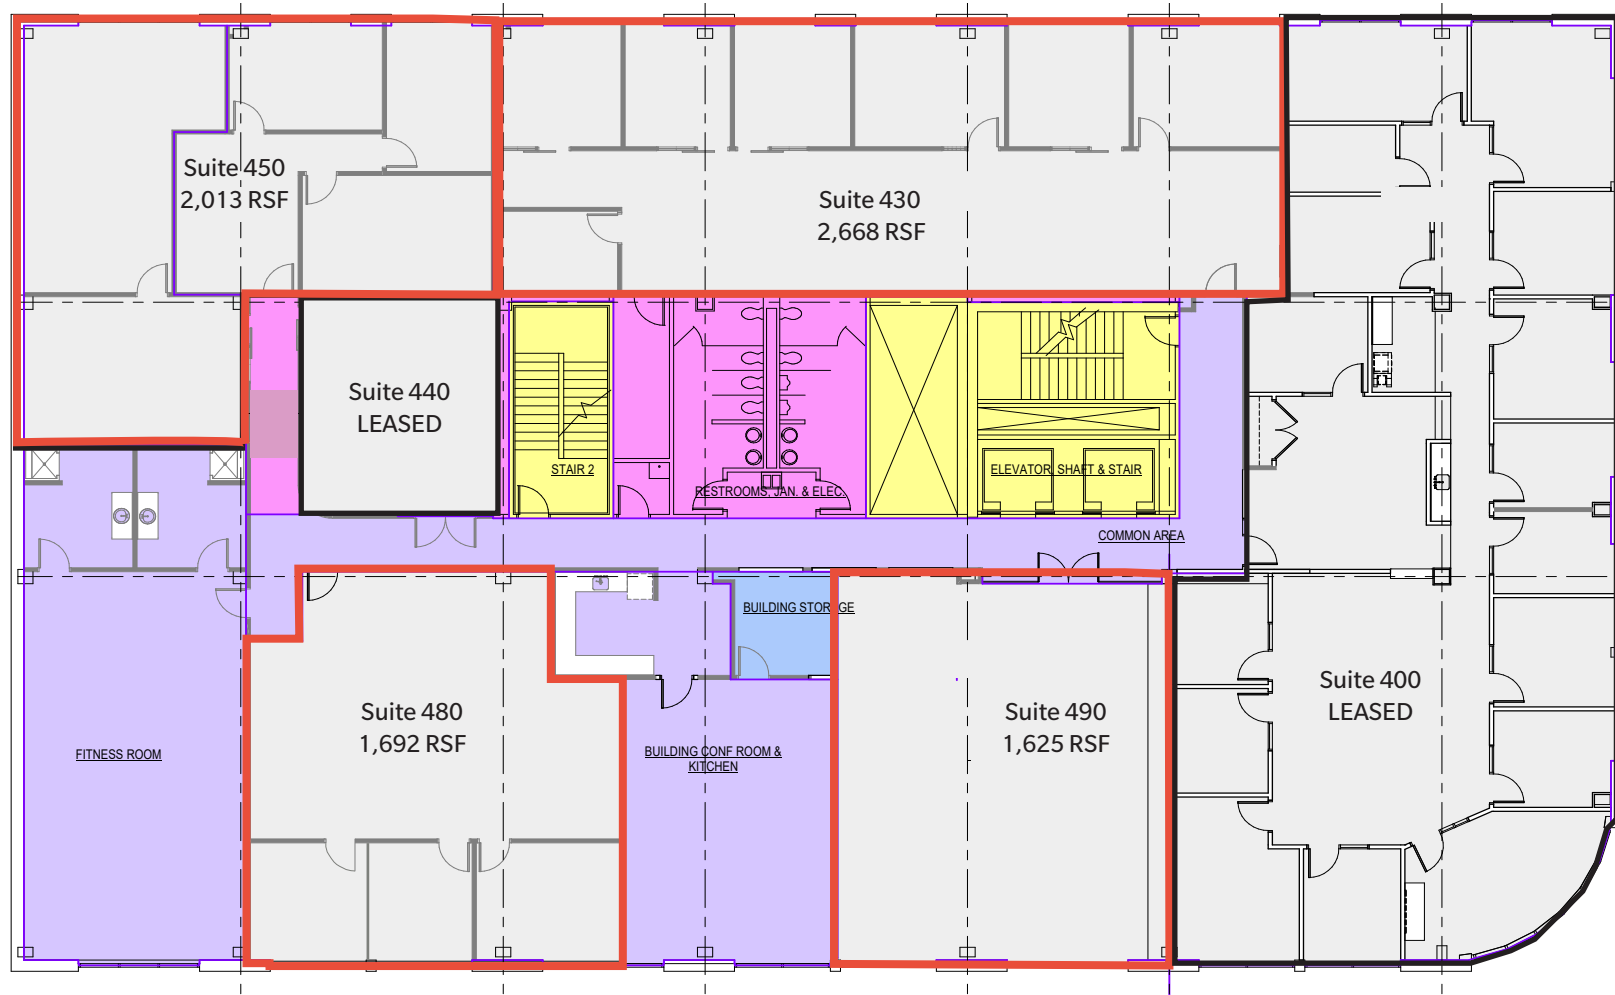 Suite 450
2,013 RSF
Suite 430
2,668 RSF
Suite 440
LEASED
STAIR 2
RESTROOMS, JAN. & ELEC.
ELEVATOR, SHAFT & STAIR
COMMON AREA
BUILDING STORAGE
Suite 480
1,692 RSF
Suite 490
1,625 RSF
Suite 400
LEASED
FITNESS ROOM
BUILDING CONF ROOM &
KITCHEN